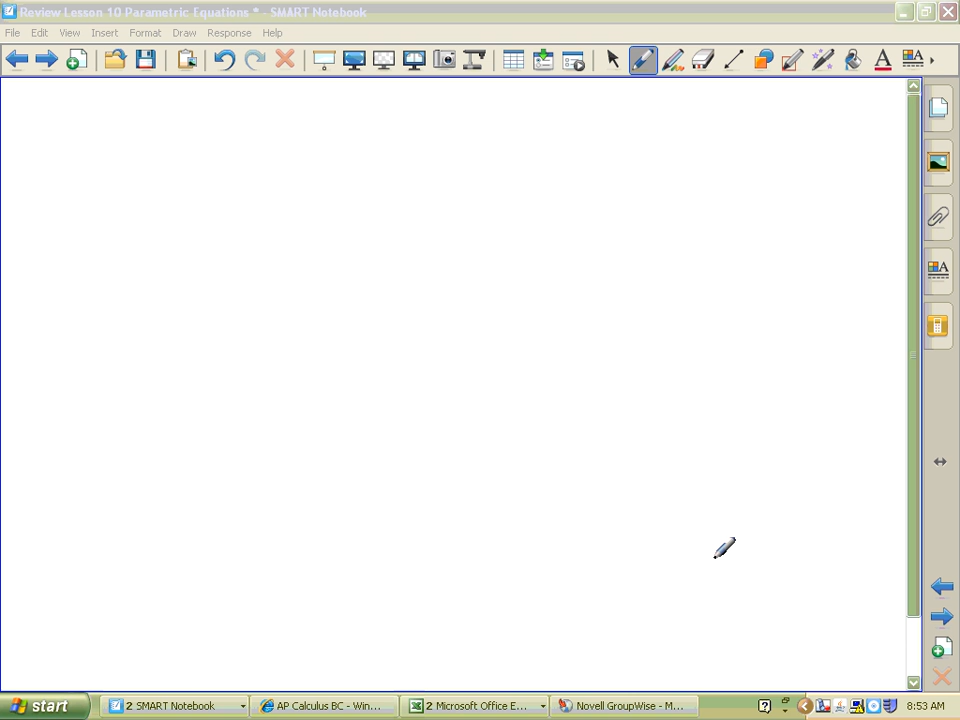 Review Lesson 10 Parametric Equations * - SMART Notebook
File Edit View Insert Format Draw Response Help
start 2 SMART Notebook AP Calculus BC - Win... 2 Microsoft Office E... Novell GroupWise - M... 8:53 AM